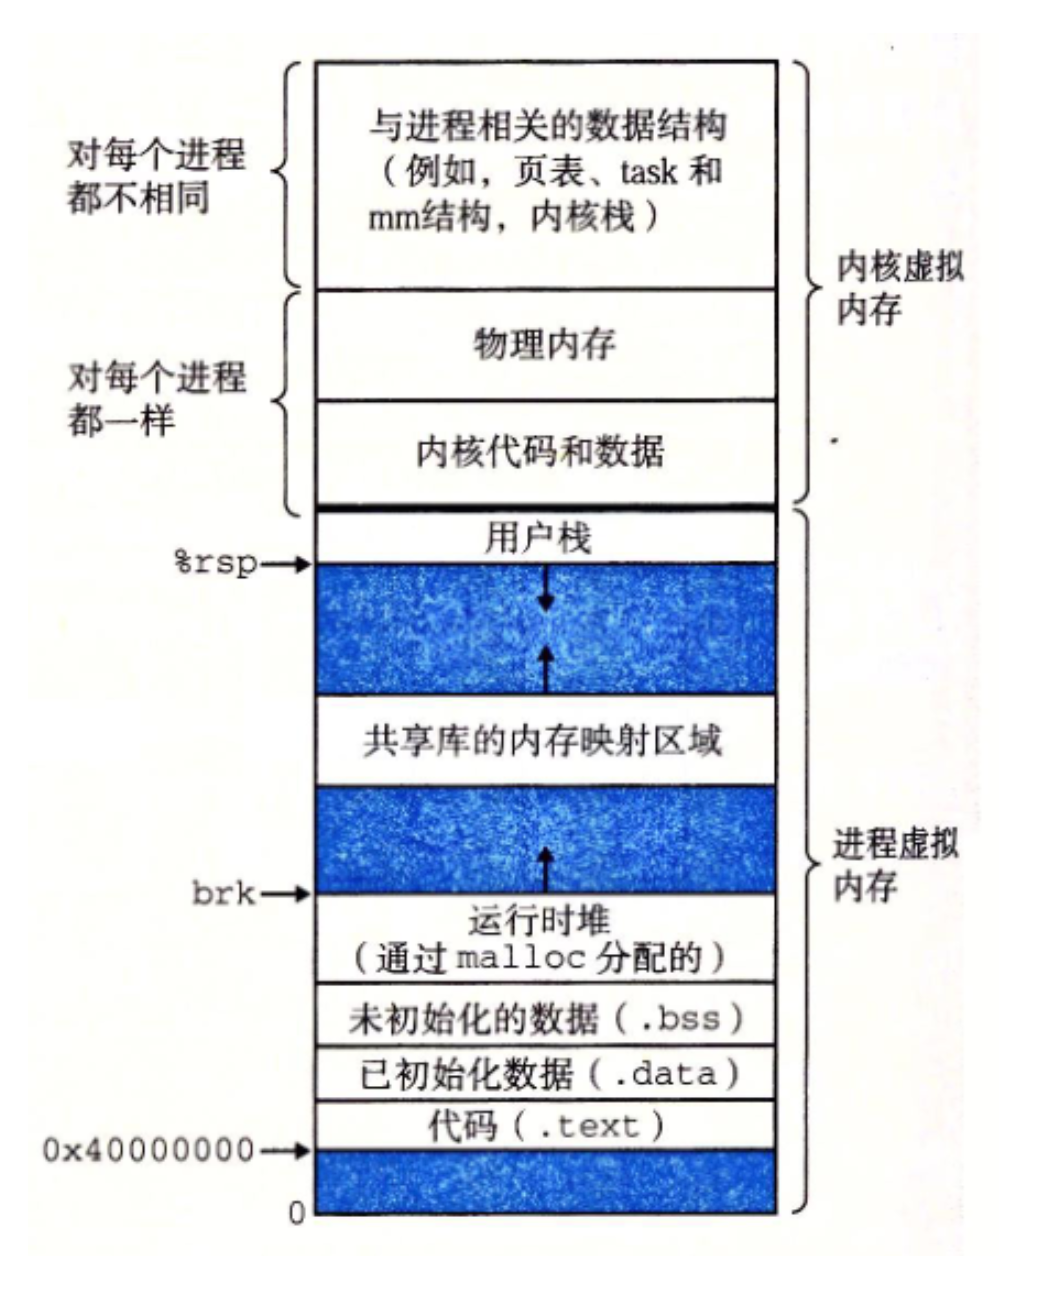 对每个进程
都不相同
与进程相关的数据结构
（例如，页表、task 和
mm结构，内核栈）
内核虚拟
内存
物理内存
对每个进程
都一样
内核代码和数据
用户栈
%rsp
共享库的内存映射区域
进程虚拟
内存
brk
运行时堆
（通过 malloc 分配的）
未初始化的数据（.bss）
已初始化数据（.data）
代码（.text）
0x40000000
0